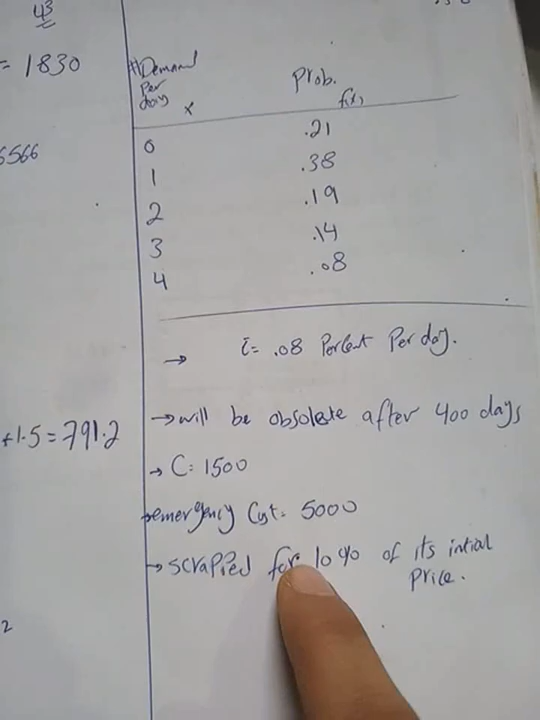 43
= 1830
6566
+1.5 = 791.2
2
# Demand Prob.
Per
day x f(x)
0 .21
1 .38
2 .19
3 .14
4 .08
→ i = .08 Percent Per day.
→ will be obsolete after 400 days
→ C: 1500
→ emergency Cost: 5000
→ scrapied for 10% of its intial
Price.